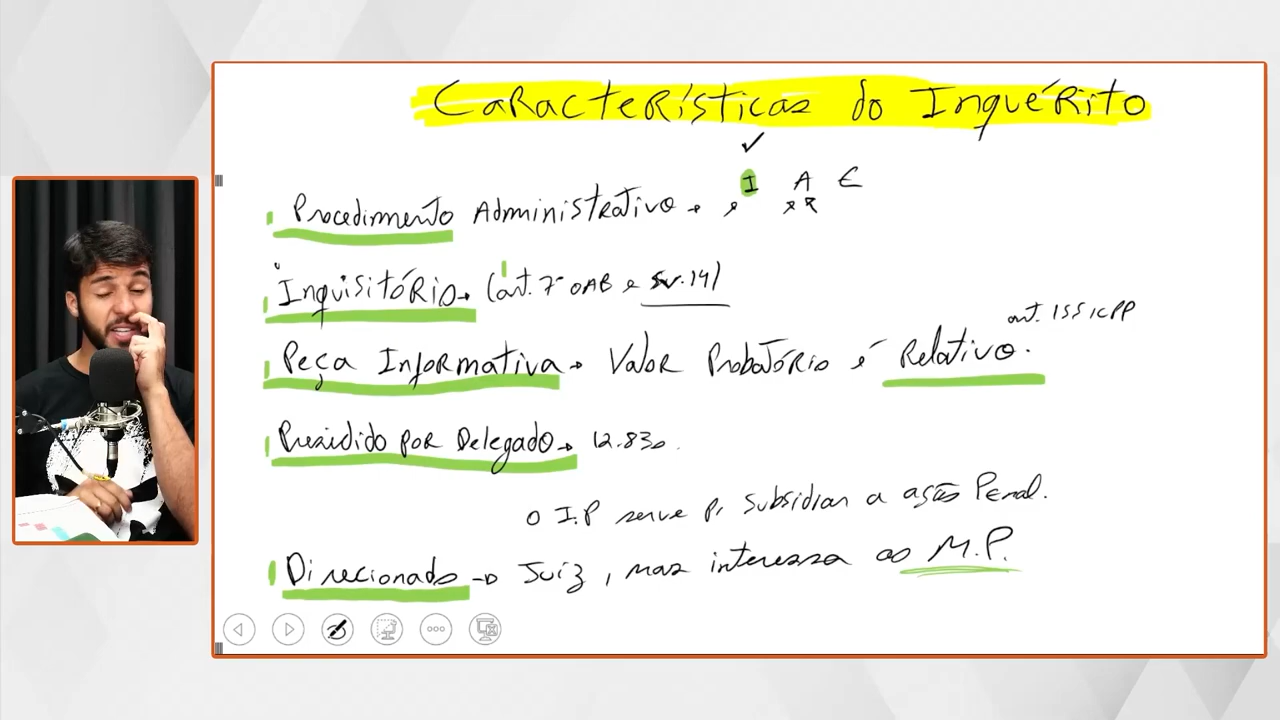 Características do Inquérito
I A E
Procedimento Administrativo →
Inquisitório → (art. 7º OAB e Sv. 14)
art. 155 CPP
Peça Informativa → Valor Probatório é Relativo.
Presidido por Delegado → 12.830.
O I.P serve p/ subsidiar a ação Penal.
Direcionado → Juiz, mas interessa ao M.P.